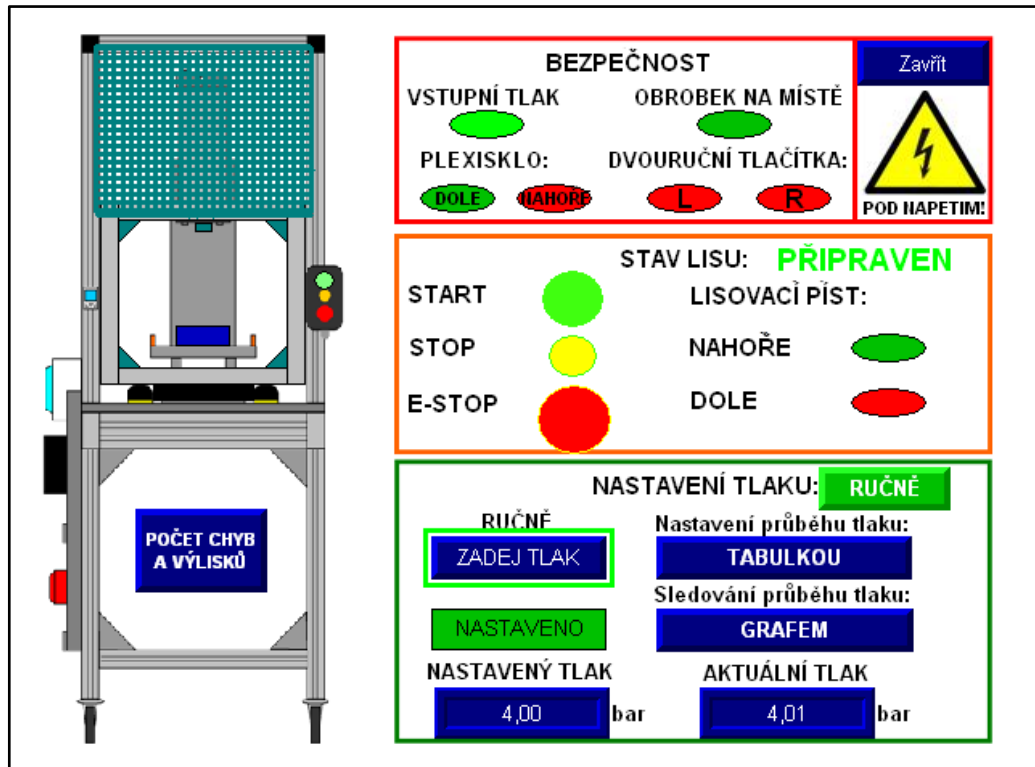 BEZPEČNOST
Zavřít
VSTUPNÍ TLAK
OBROBEK NA MÍSTĚ
PLEXISKLO:
DVOURUČNÍ TLAČÍTKA:
DOLE
NAHOŘE
L
R
POD NAPETIM!
STAV LISU: PŘIPRAVEN
START
LISOVACÍ PÍST:
STOP
NAHOŘE
E-STOP
DOLE
NASTAVENÍ TLAKU: RUČNĚ
RUČNĚ
Nastavení průběhu tlaku:
ZADEJ TLAK
TABULKOU
Sledování průběhu tlaku:
NASTAVENO
GRAFEM
NASTAVENÝ TLAK
AKTUÁLNÍ TLAK
4,00 bar
4,01 bar
POČET CHYB
A VÝLISKŮ